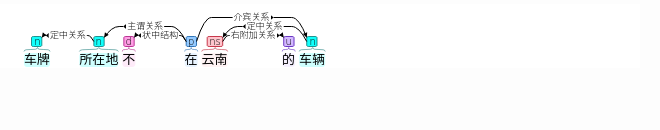 介宾关系
主谓关系 定中关系
定中关系 状中结构 右附加关系
n n d p ns u n
车牌 所在地 不 在 云南 的 车辆